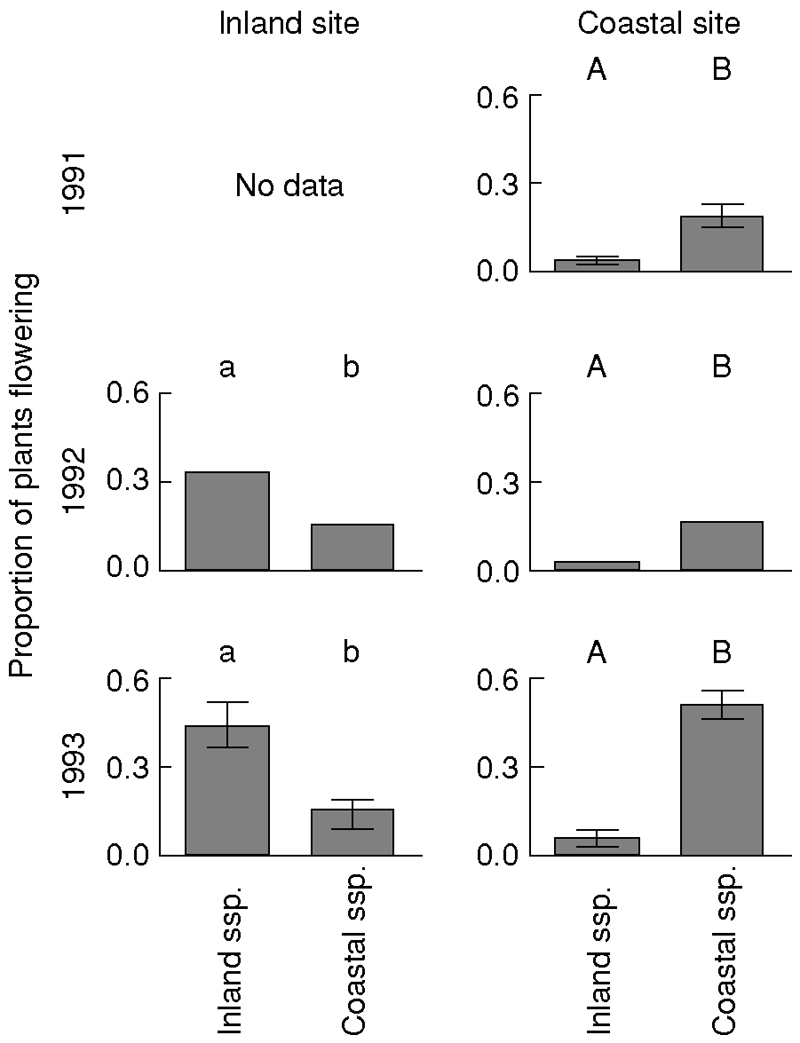 Inland site
Coastal site
Proportion of plants flowering
1991
No data
A B
0.6
0.3
0.0
1992
a b
0.6
0.3
0.0
A B
0.6
0.3
0.0
1993
a b
0.6
0.3
0.0
A B
0.6
0.3
0.0
Inland ssp.
Coastal ssp.
Inland ssp.
Coastal ssp.